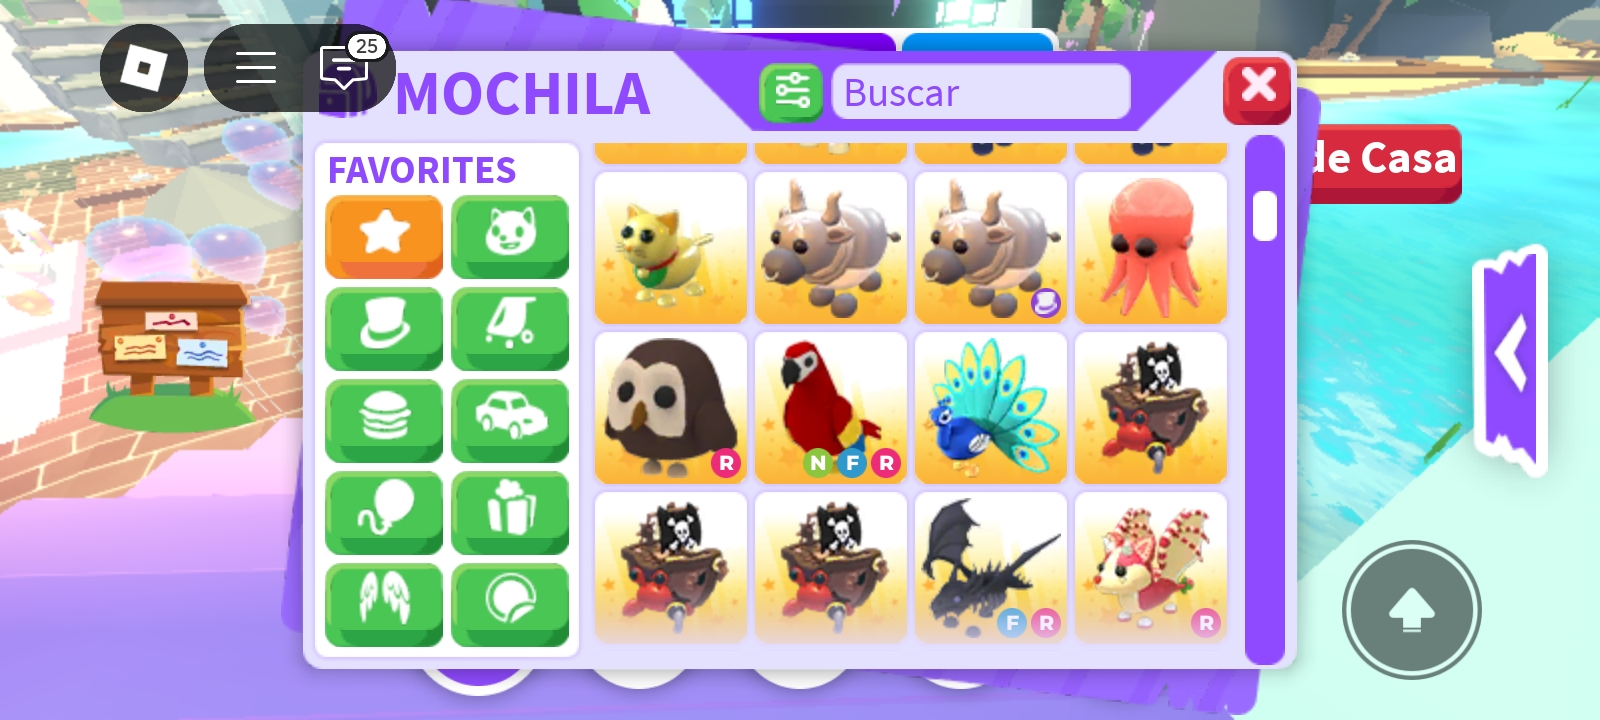 25
MOCHILA
Buscar
de Casa
FAVORITES
R
N F R
F R
R